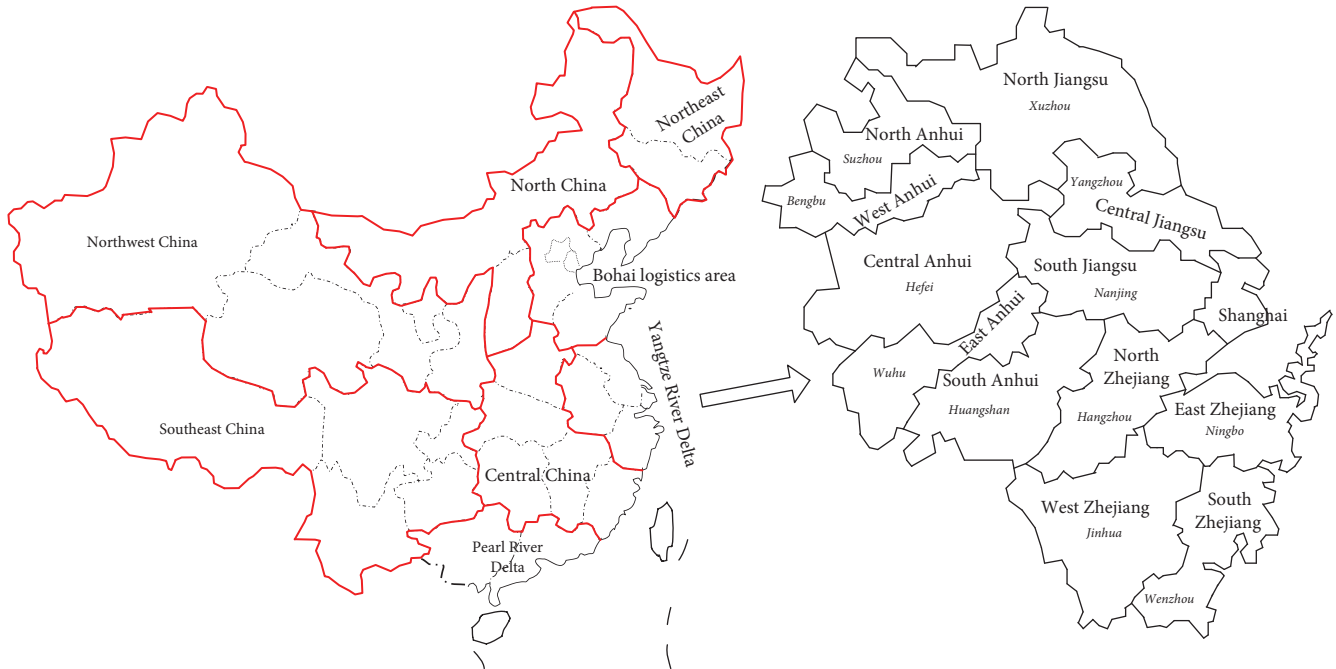 Northeast
China
North China
Northwest China
Bohai logistics area
Yangtze River Delta
Southeast China
Central China
Pearl River
Delta
North Jiangsu
Xuzhou
North Anhui
Suzhou
Bengbu
West Anhui
Yangzhou
Central Jiangsu
Central Anhui
Hefei
South Jiangsu
Nanjing
East Anhui
Shanghai
Wuhu
South Anhui
Huangshan
North
Zhejiang
Hangzhou
East Zhejiang
Ningbo
West Zhejiang
Jinhua
South
Zhejiang
Wenzhou